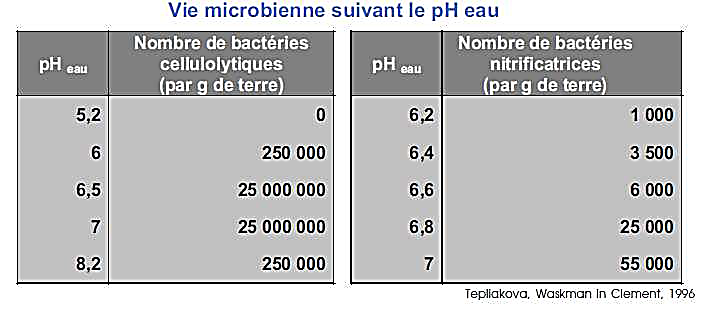 Vie microbienne suivant le pH eau
pH eau
Nombre de bactéries
cellulolytiques
(par g de terre)
5,2 0
6 250 000
6,5 25 000 000
7 25 000 000
8,2 250 000
pH eau
Nombre de bactéries
nitrificatrices
(par g de terre)
6,2 1 000
6,4 3 500
6,6 6 000
6,8 25 000
7 55 000
Tepliakova, Waskman in Clement, 1996